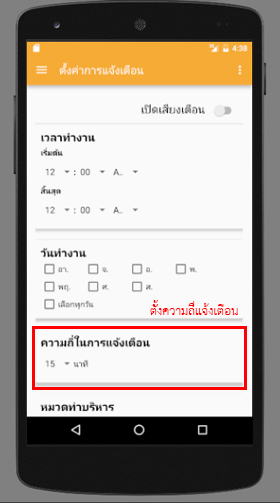 4:38
ตั้งค่าการแจ้งเตือน
เปิดเสียงเตือน
เวลาทำงาน
เริ่มต้น
12 : 00 A..
สิ้นสุด
12 : 00 A..
วันทำงาน
อา. จ. อ. พ.
พฤ. ศ. ส.
เลือกทุกวัน
ตั้งความถี่แจ้งเตือน
ความถี่ในการแจ้งเตือน
15 นาที
หมวดท่าบริหาร